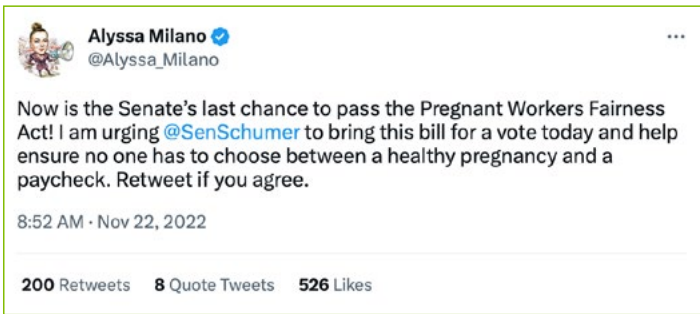 Alyssa Milano
@Alyssa_Milano
Now is the Senate's last chance to pass the Pregnant Workers Fairness
Act! I am urging @SenSchumer to bring this bill for a vote today and help
ensure no one has to choose between a healthy pregnancy and a
paycheck. Retweet if you agree.
8:52 AM · Nov 22, 2022
200 Retweets 8 Quote Tweets 526 Likes